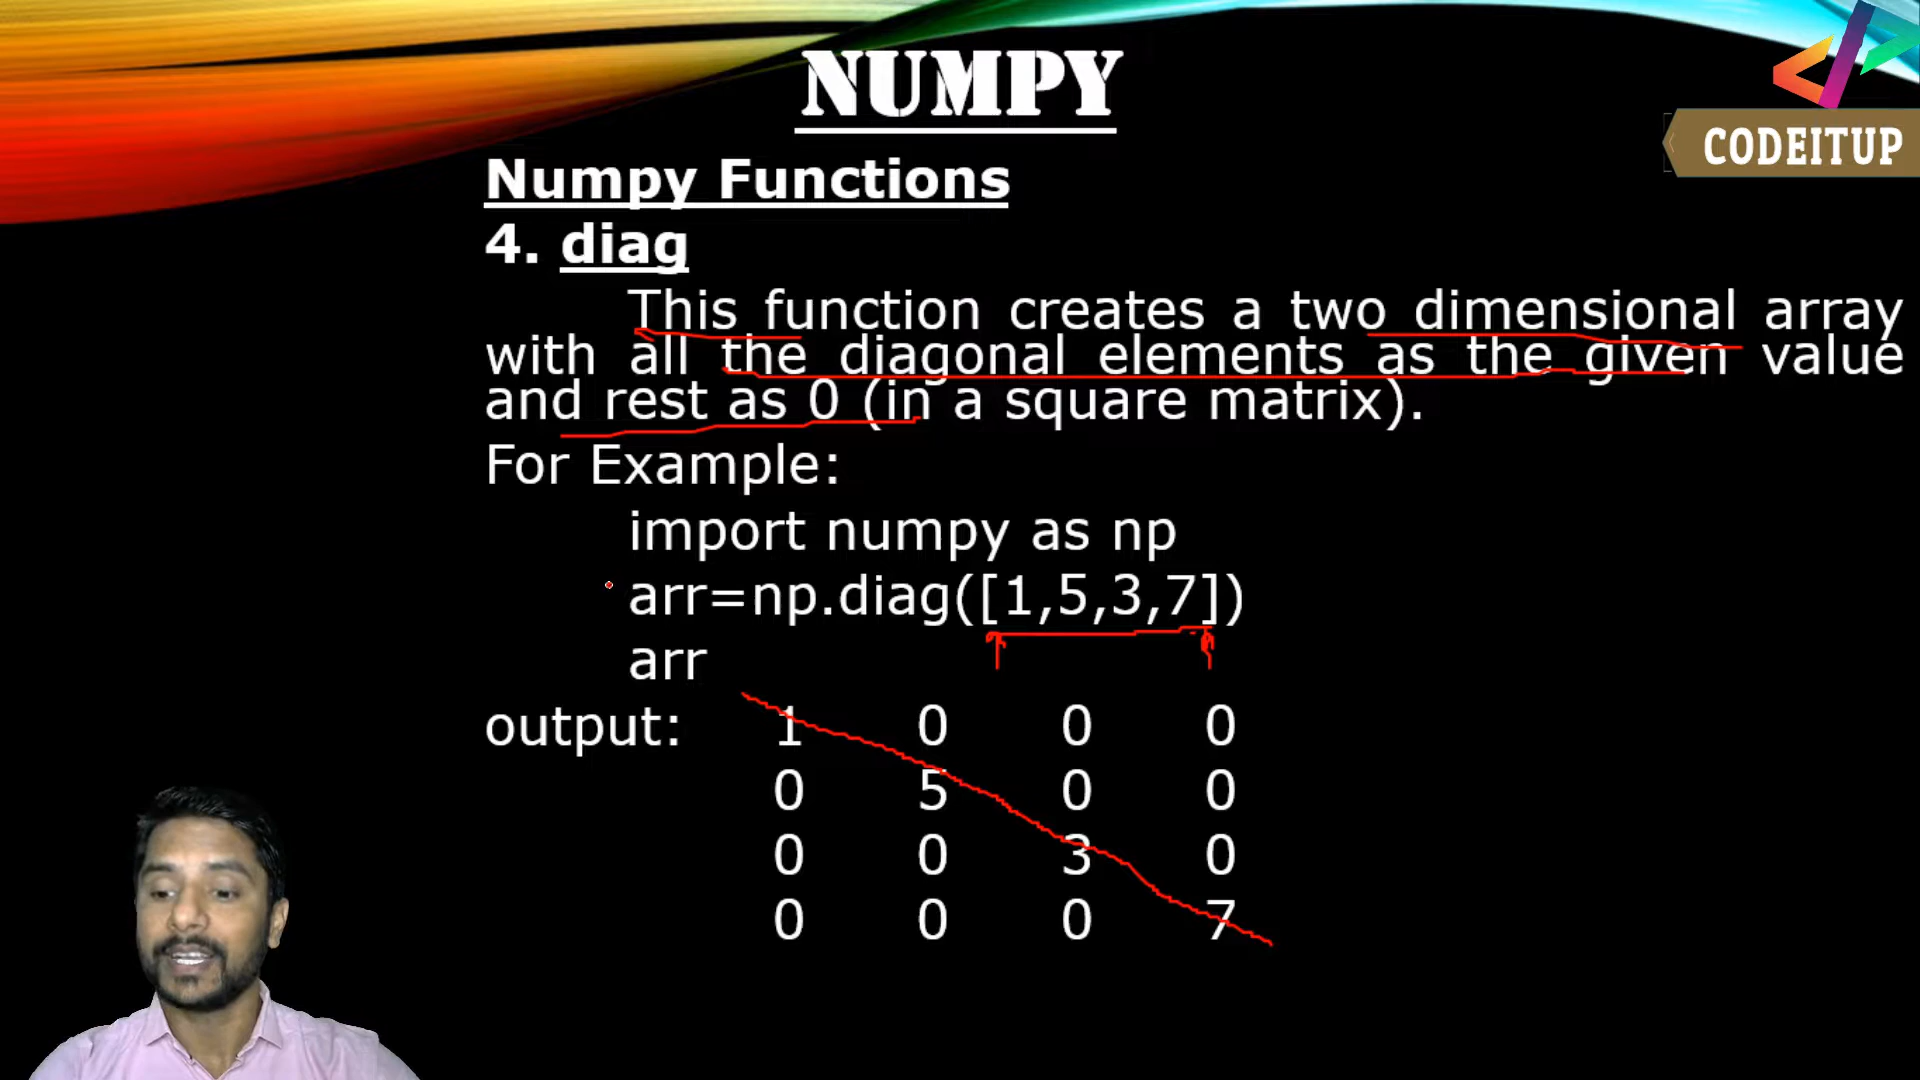 NUMPY
CODEITUP
Numpy Functions
4. diag
This function creates a two dimensional array
with all the diagonal elements as the given value
and rest as 0 (in a square matrix).
For Example:
import numpy as np
arr=np.diag([1,5,3,7])
arr
output: 1 0 0 0
0 5 0 0
0 0 3 0
0 0 0 7